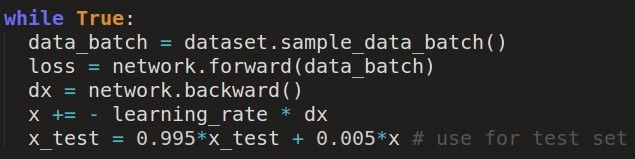 while True:
  data_batch = dataset.sample_data_batch()
  loss = network.forward(data_batch)
  dx = network.backward()
  x += - learning_rate * dx
  x_test = 0.995*x_test + 0.005*x # use for test set